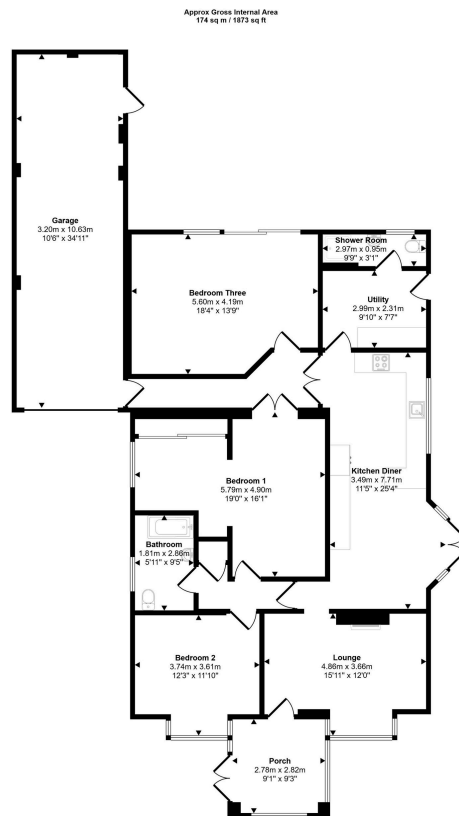 Approx Gross Internal Area
174 sq m / 1873 sq ft
Garage
3.20m x 10.63m
10'6" x 34'11"
Shower Room
2.97m x 0.95m
9'9" x 3'1"
Bedroom Three
5.60m x 4.19m
18'4" x 13'9"
Utility
2.99m x 2.31m
9'10" x 7'7"
Kitchen Diner
3.49m x 7.71m
11'5" x 25'4"
Bedroom 1
5.79m x 4.90m
19'0" x 16'1"
Bathroom
1.81m x 2.86m
5'11" x 9'5"
Bedroom 2
3.74m x 3.61m
12'3" x 11'10"
Lounge
4.86m x 3.66m
15'11" x 12'0"
Porch
2.78m x 2.82m
9'1" x 9'3"